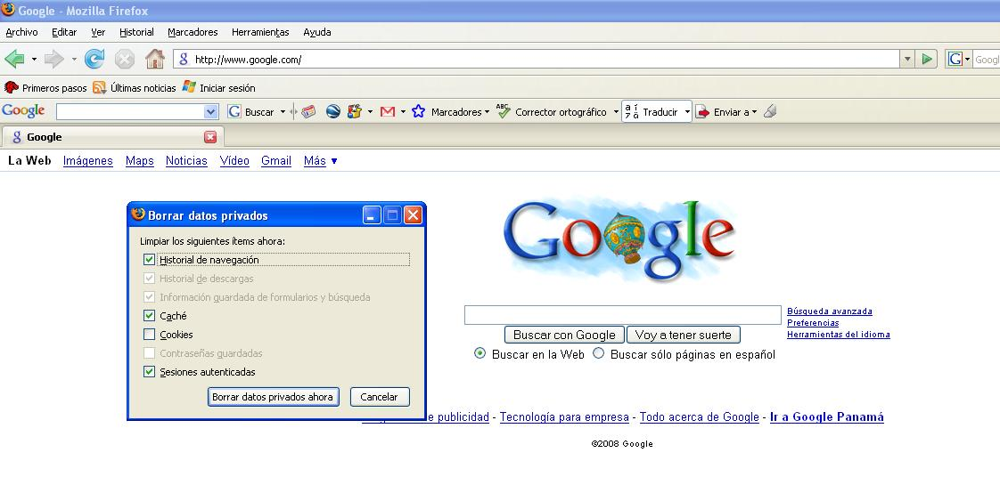 Google - Mozilla Firefox
Archivo Editar Ver Historial Marcadores Herramientas Ayuda
http://www.google.com/ G Googl
Primeros pasos Últimas noticias Iniciar sesión
Google G Buscar Marcadores ABC Corrector ortográfico Traducir Enviar a
Google
La Web Imágenes Maps Noticias Vídeo Gmail Más ▼
Borrar datos privados
Limpiar los siguientes ítems ahora:
Historial de navegación
Historial de descargas
Información guardada de formularios y búsqueda
Caché
Cookies
Contraseñas guardadas
Sesiones autenticadas
Borrar datos privados ahora Cancelar
Google
Búsqueda avanzada
Preferencias
Herramientas del idioma
Buscar con Google Voy a tener suerte
Buscar en la Web Buscar sólo páginas en español
e publicidad - Tecnología para empresa - Todo acerca de Google - Ir a Google Panamá
©2008 Google